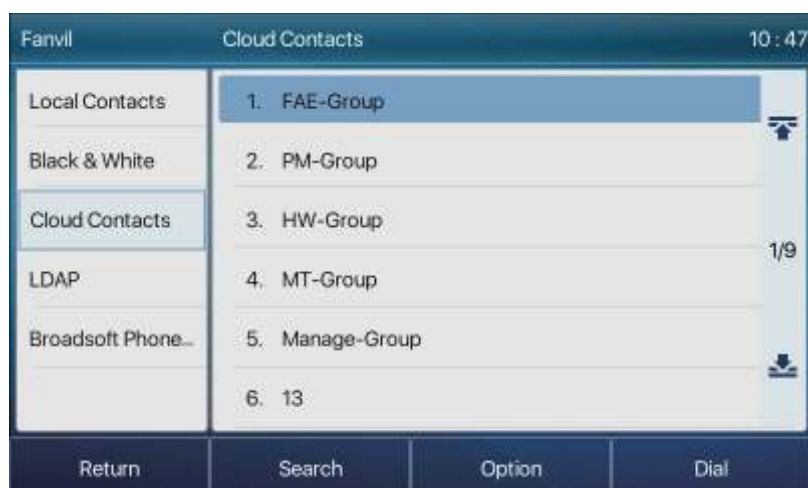 Fanvil Cloud Contacts 10:47
Local Contacts
Black & White
Cloud Contacts
LDAP
Broadsoft Phone...
1. FAE-Group
2. PM-Group
3. HW-Group
4. MT-Group
5. Manage-Group
6. 13
1/9
Return Search Option Dial